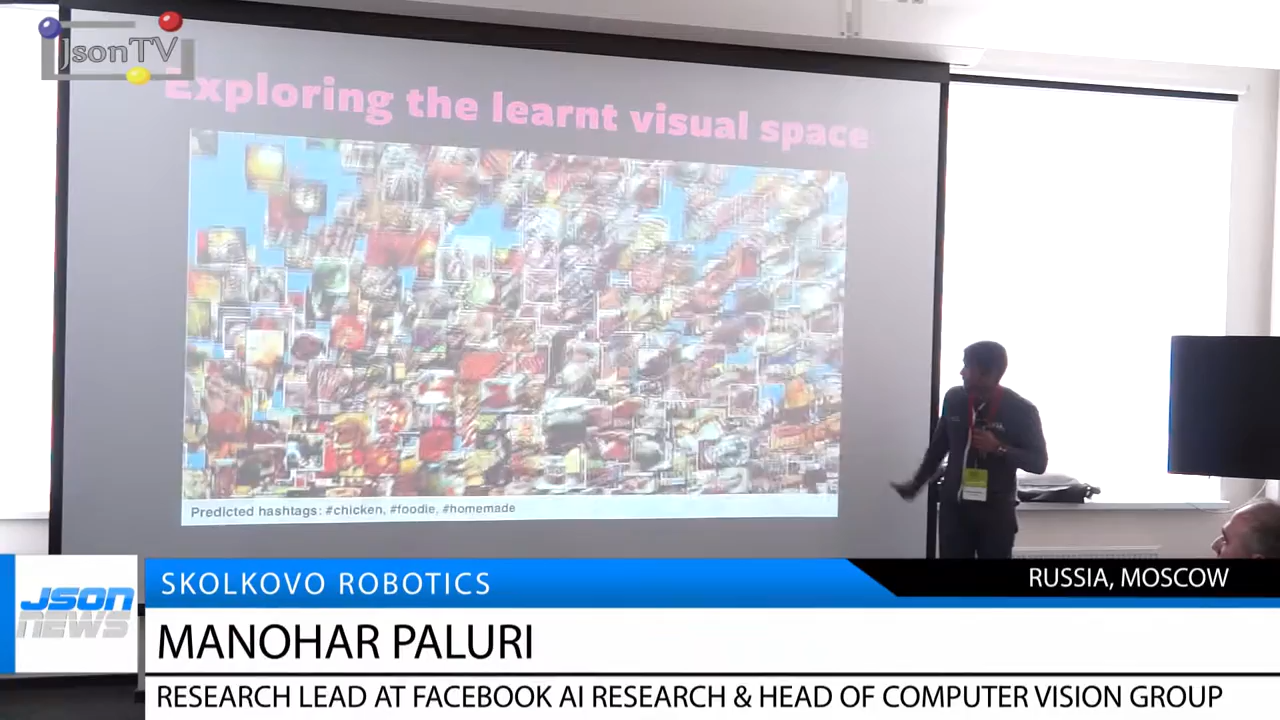 JsonTV
Exploring the learnt visual space
Predicted hashtags: #chicken, #foodie, #homemade
JSON
NEWS
SKOLKOVO ROBOTICS
RUSSIA, MOSCOW
MANOHAR PALURI
RESEARCH LEAD AT FACEBOOK AI RESEARCH & HEAD OF COMPUTER VISION GROUP